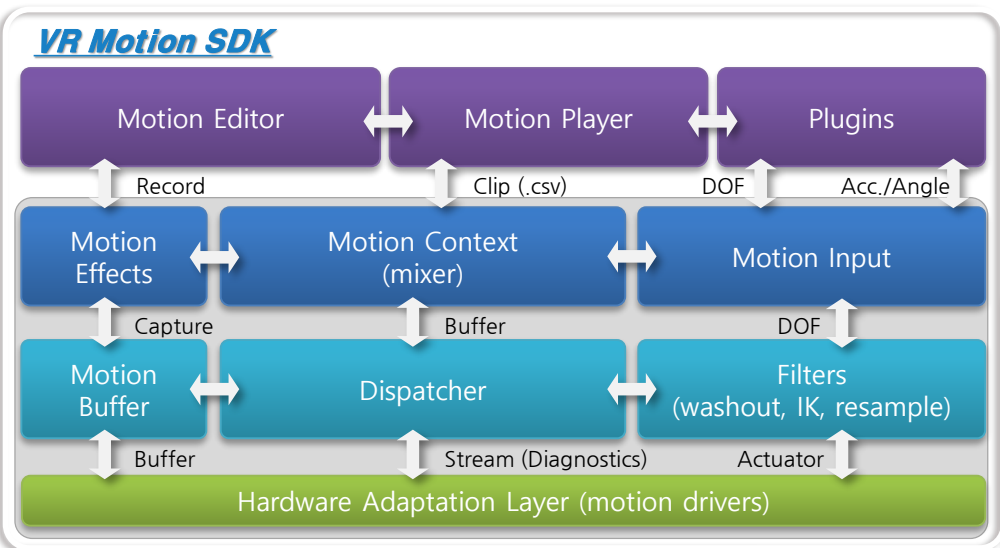 VR Motion SDK
Motion Editor
Motion Player
Plugins
Record
Clip (.csv)
DOF
Acc./Angle
Motion
Effects
Motion Context
(mixer)
Motion Input
Capture
Buffer
DOF
Motion
Buffer
Dispatcher
Filters
(washout, IK, resample)
Buffer
Stream (Diagnostics)
Actuator
Hardware Adaptation Layer (motion drivers)